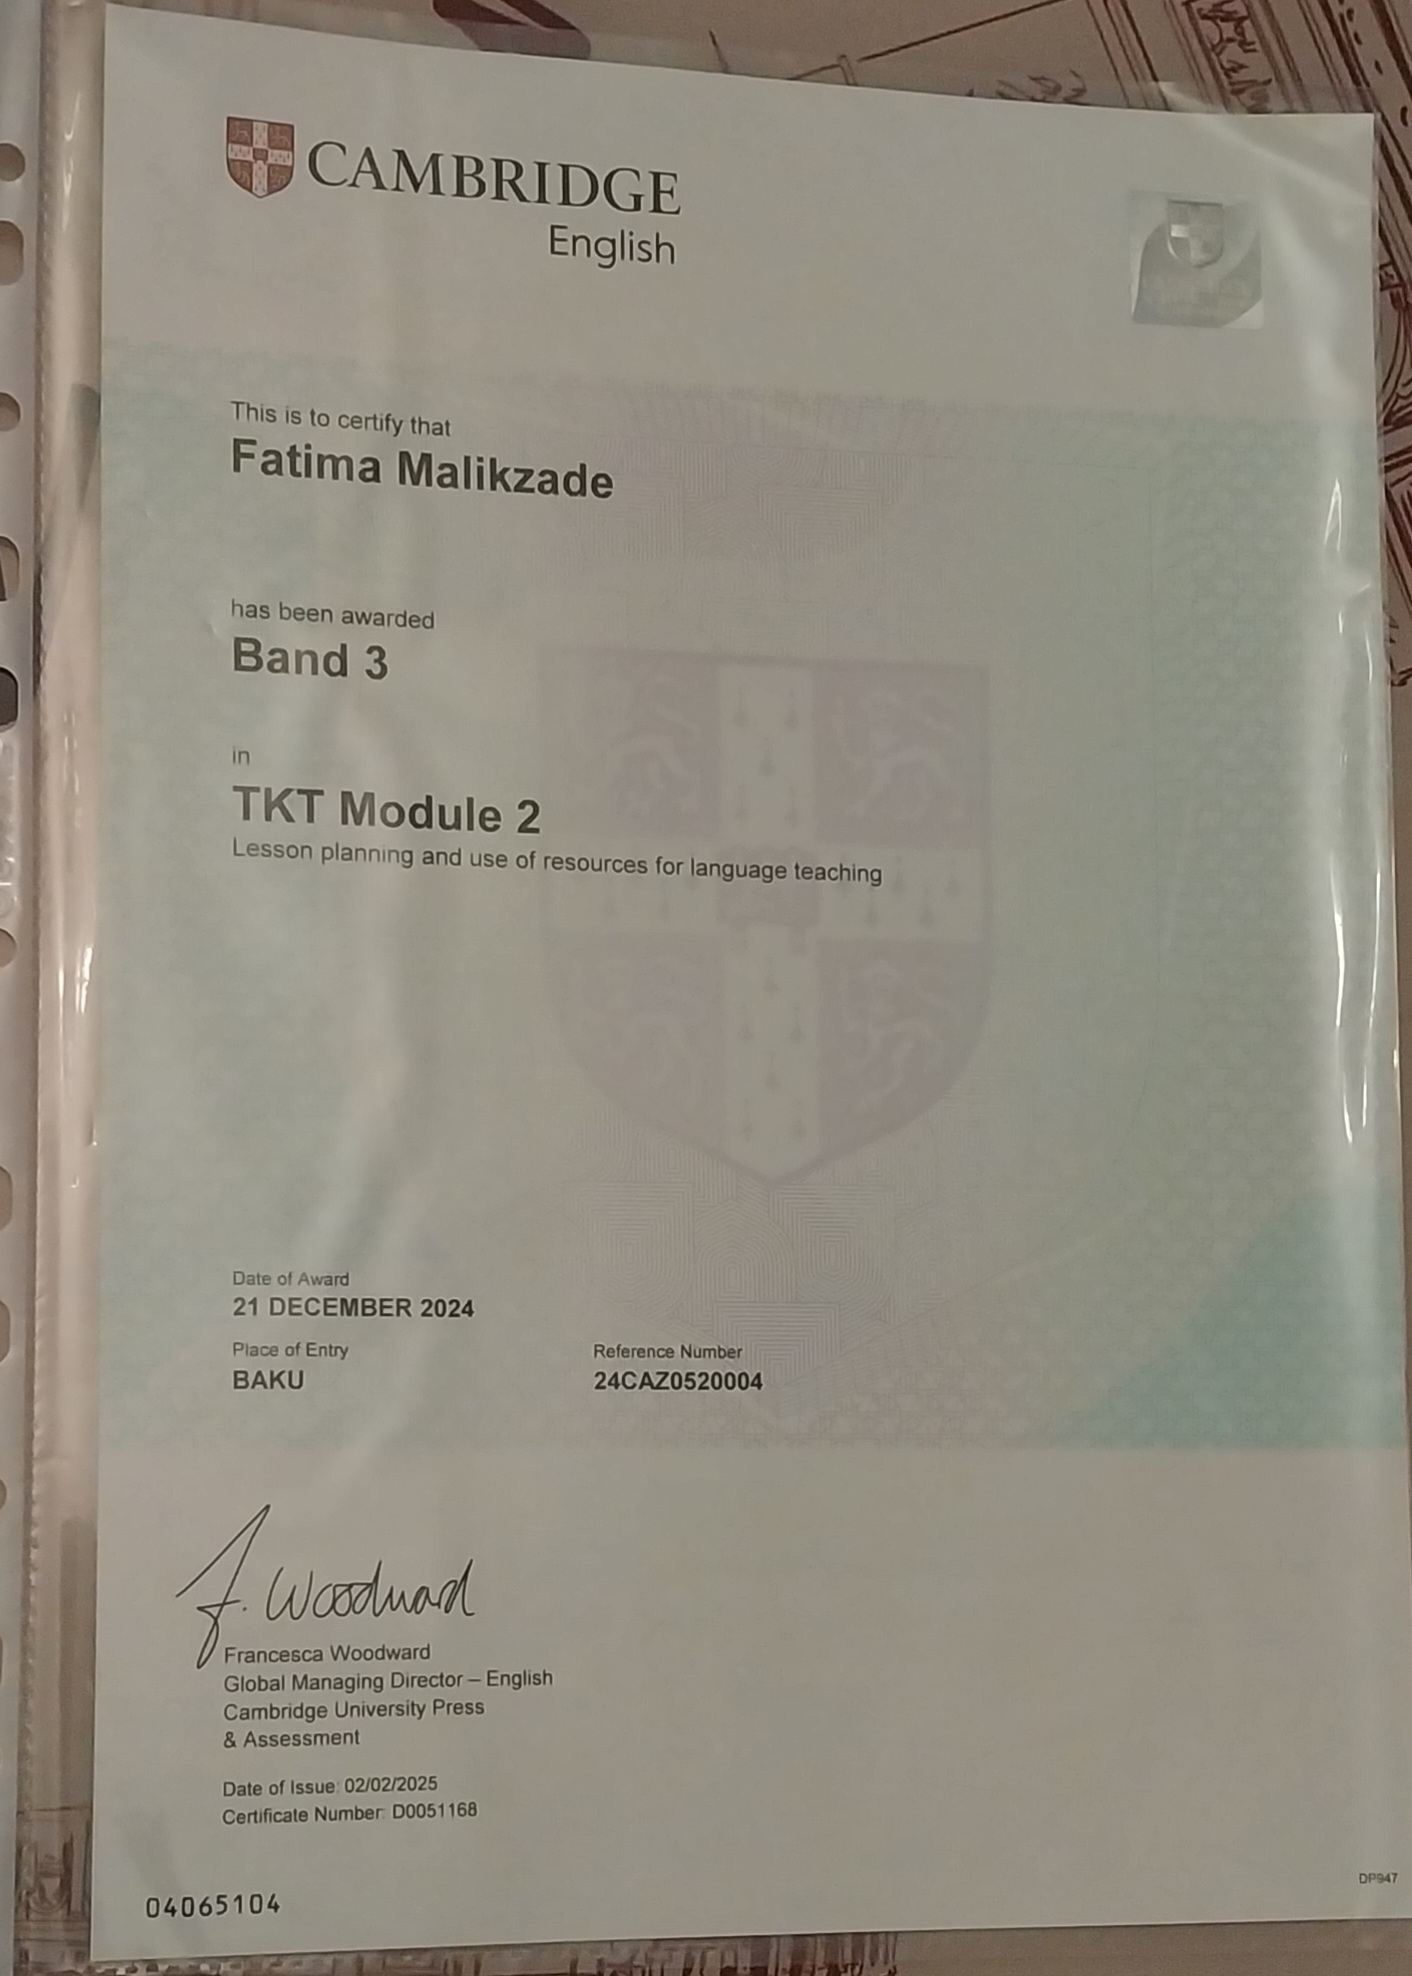 CAMBRIDGE
English
This is to certify that
Fatima Malikzade
has been awarded
Band 3
in
TKT Module 2
Lesson planning and use of resources for language teaching
Date of Award
21 DECEMBER 2024
Place of Entry
BAKU
Reference Number
24CAZ0520004
F. Woodward
Francesca Woodward
Global Managing Director – English
Cambridge University Press
& Assessment
Date of Issue: 02/02/2025
Certificate Number: D0051168
04065104
DP947